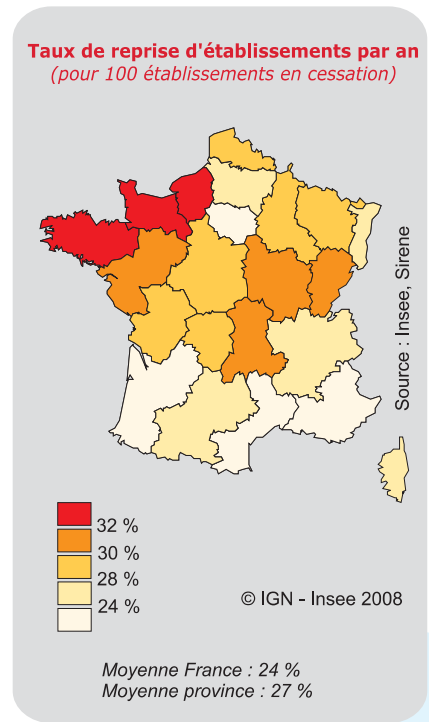 Taux de reprise d'établissements par an
(pour 100 établissements en cessation)
Source : Insee, Sirene
32 %
30 %
28 %
24 %
© IGN - Insee 2008
Moyenne France : 24 %
Moyenne province : 27 %